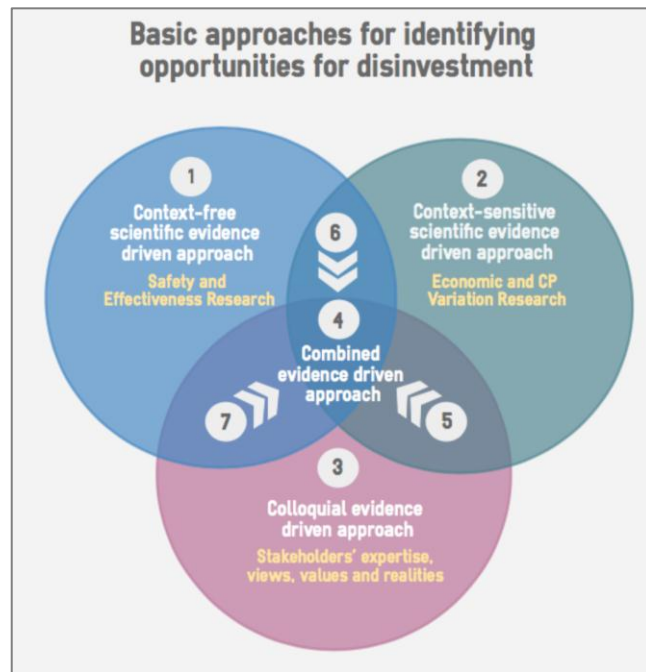 Basic approaches for identifying
opportunities for disinvestment
1
Context-free
scientific evidence
driven approach
Safety and
Effectiveness Research
2
Context-sensitive
scientific evidence
driven approach
Economic and CP
Variation Research
6
4
Combined
evidence driven
approach
7
5
3
Colloquial evidence
driven approach
Stakeholders' expertise,
views, values and realities